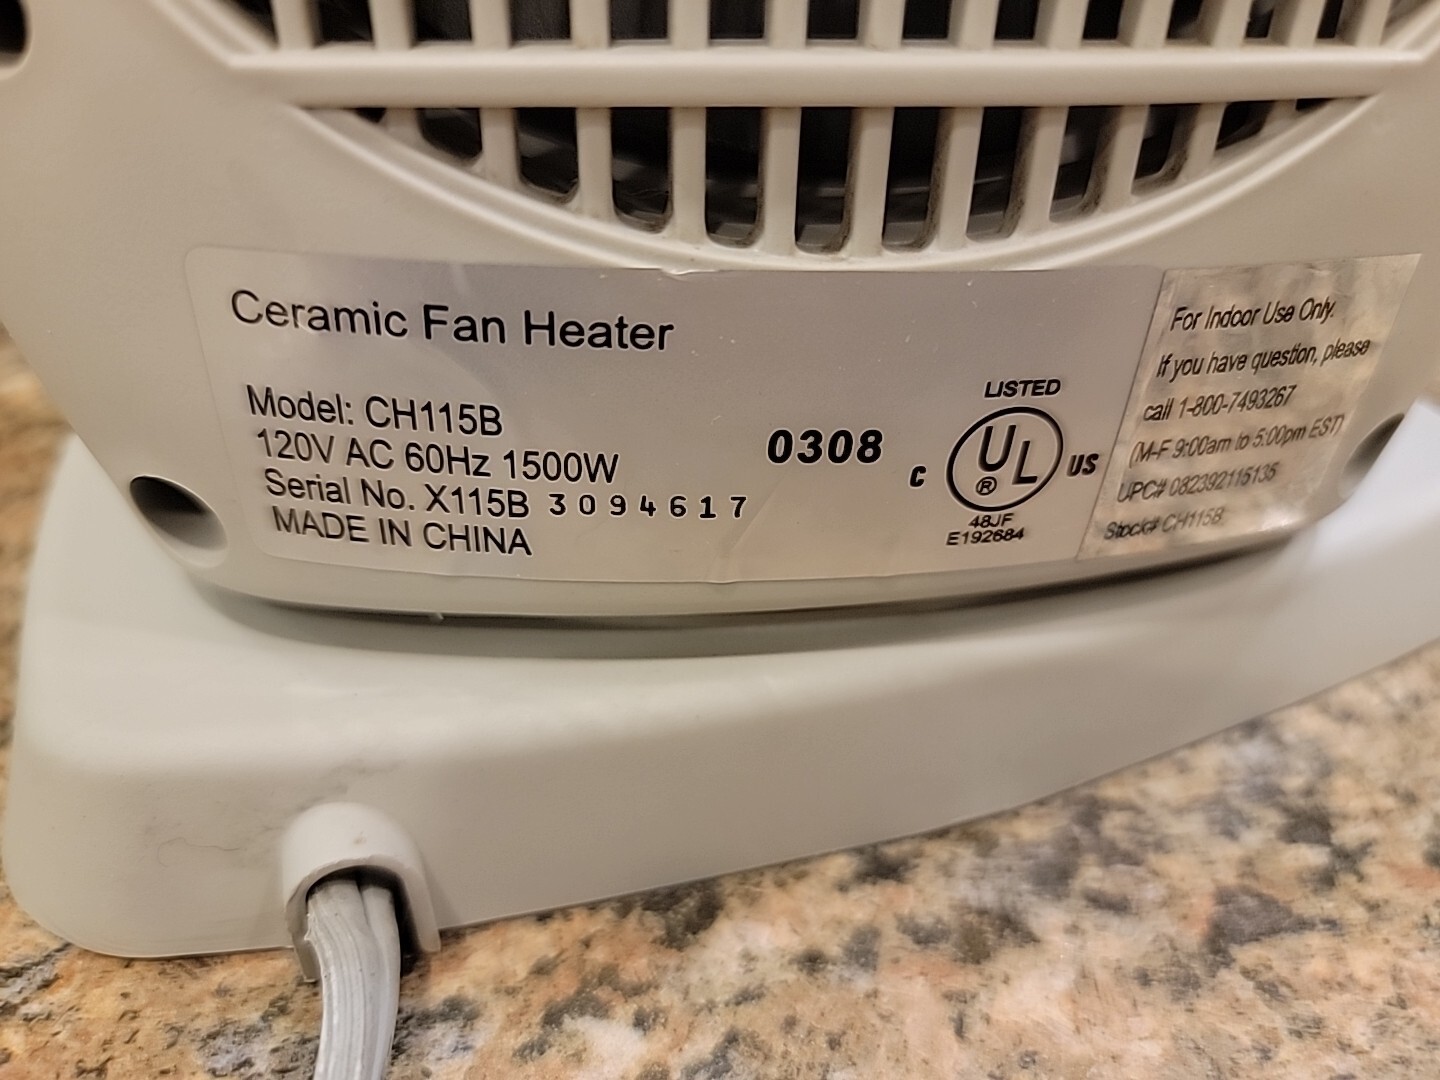 Ceramic Fan Heater
Model: CH115B
120V AC 60Hz 1500W
Serial No. X115B 3094617
MADE IN CHINA
0308
LISTED
C UL US
®
48JF
E192684
For Indoor Use Only.
If you have question, please
call 1-800-7493267
(M-F 9:00am to 5:00pm EST)
UPC# 082392115135
Stock# CH115B